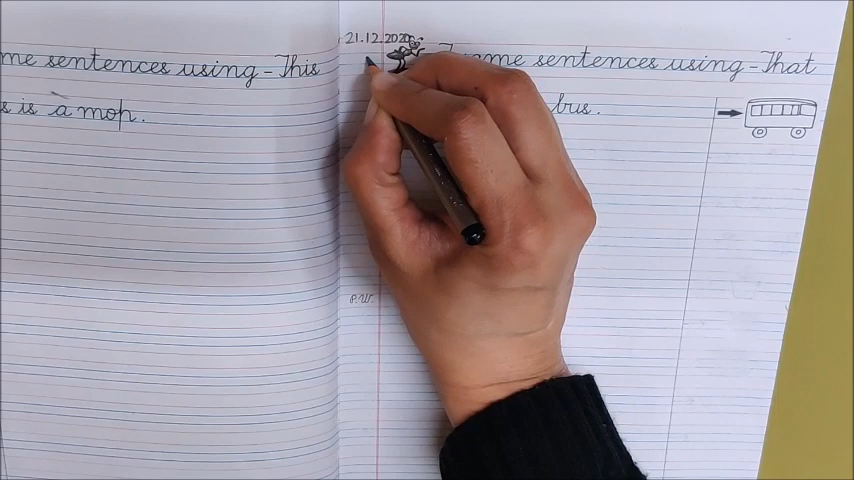 me sentences using - This
s is a mop.
21.12.2020
me sentences using - That
bus.
P.W.